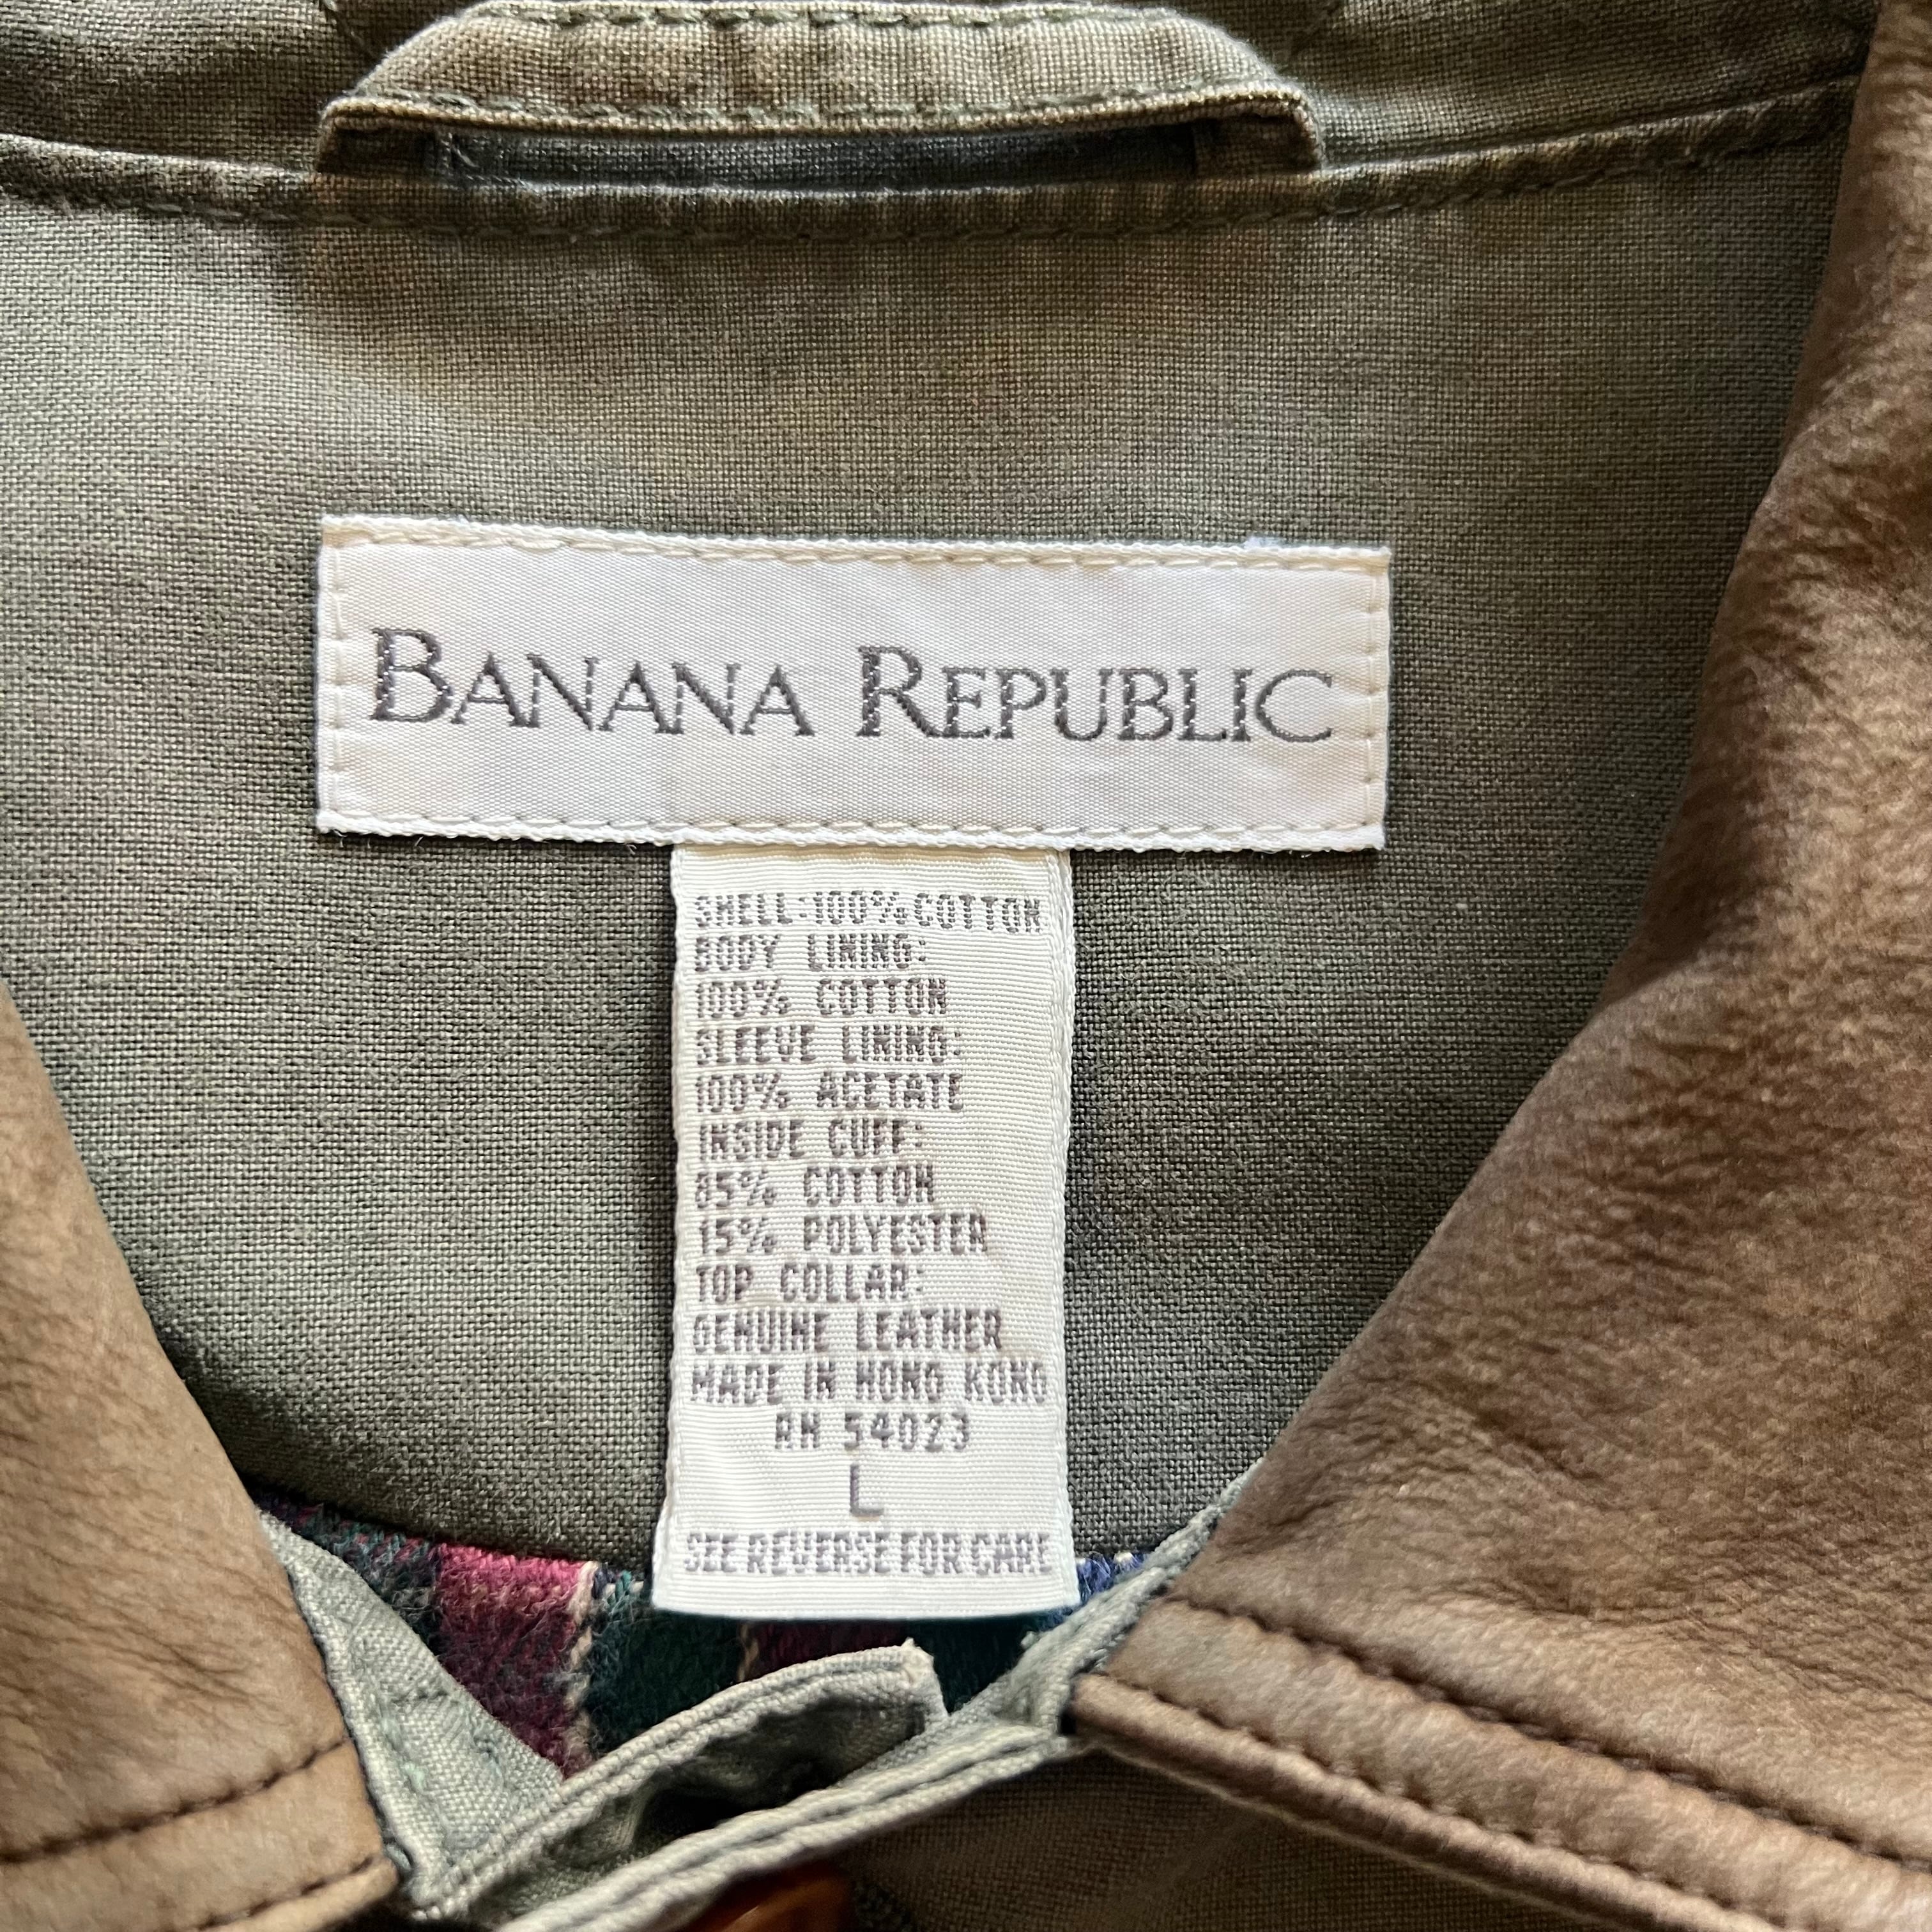 BANANA REPUBLIC
SHELL:100%COTTON
BODY LINING:
100% COTTON
SLEEVE LINING:
100% ACETATE
INSIDE CUFF:
85% COTTON
15% POLYESTER
TOP COLLAR:
GENUINE LEATHER
MADE IN HONG KONG
RN 54023
L
SEE REVERSE FOR CARE